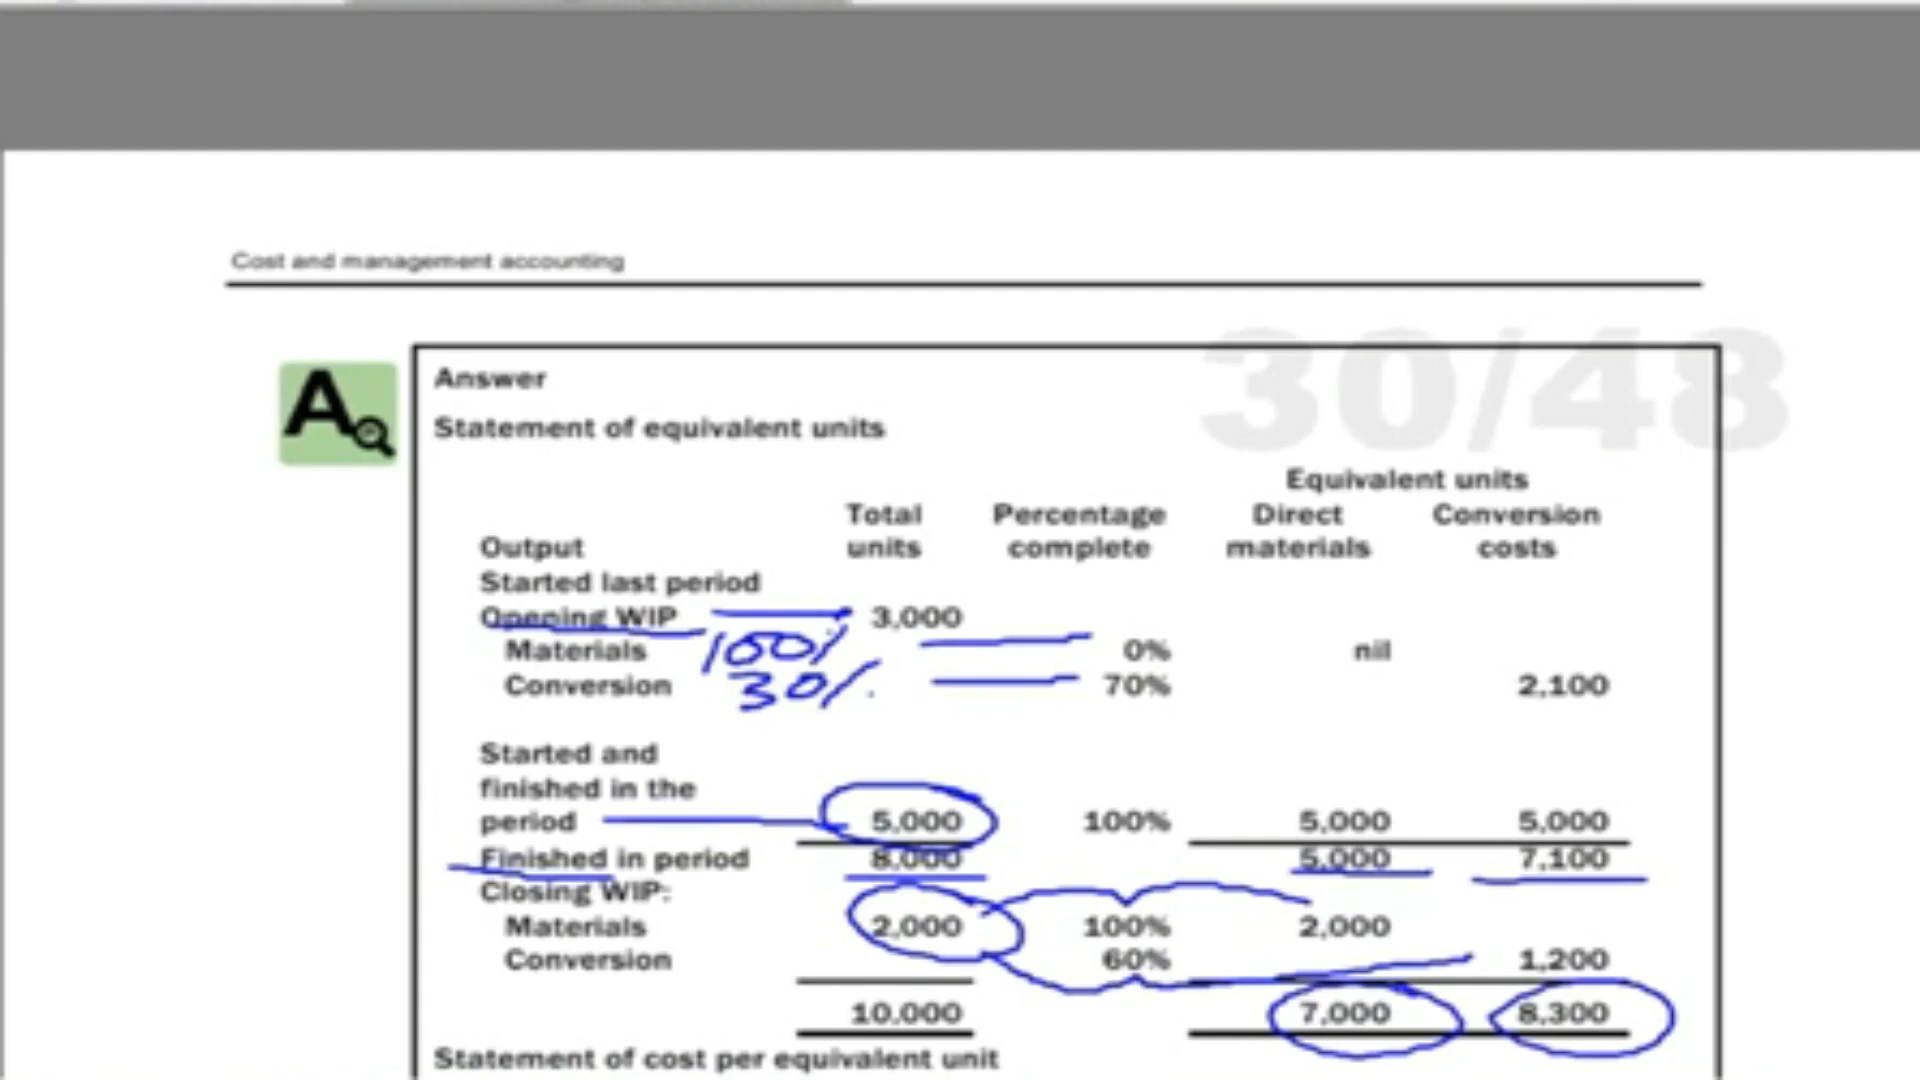 Cost and management accounting
30/48
A
Answer
Statement of equivalent units
Equivalent units
Total Percentage Direct Conversion
Output units complete materials costs
Started last period
Opening WIP 3,000
Materials 100% 0% nil
Conversion 30% 70% 2,100
Started and
finished in the
period 5,000 100% 5,000 5,000
Finished in period 8,000 5,000 7,100
Closing WIP:
Materials 2,000 100% 2,000
Conversion 60% 1,200
10,000 7,000 8,300
Statement of cost per equivalent unit